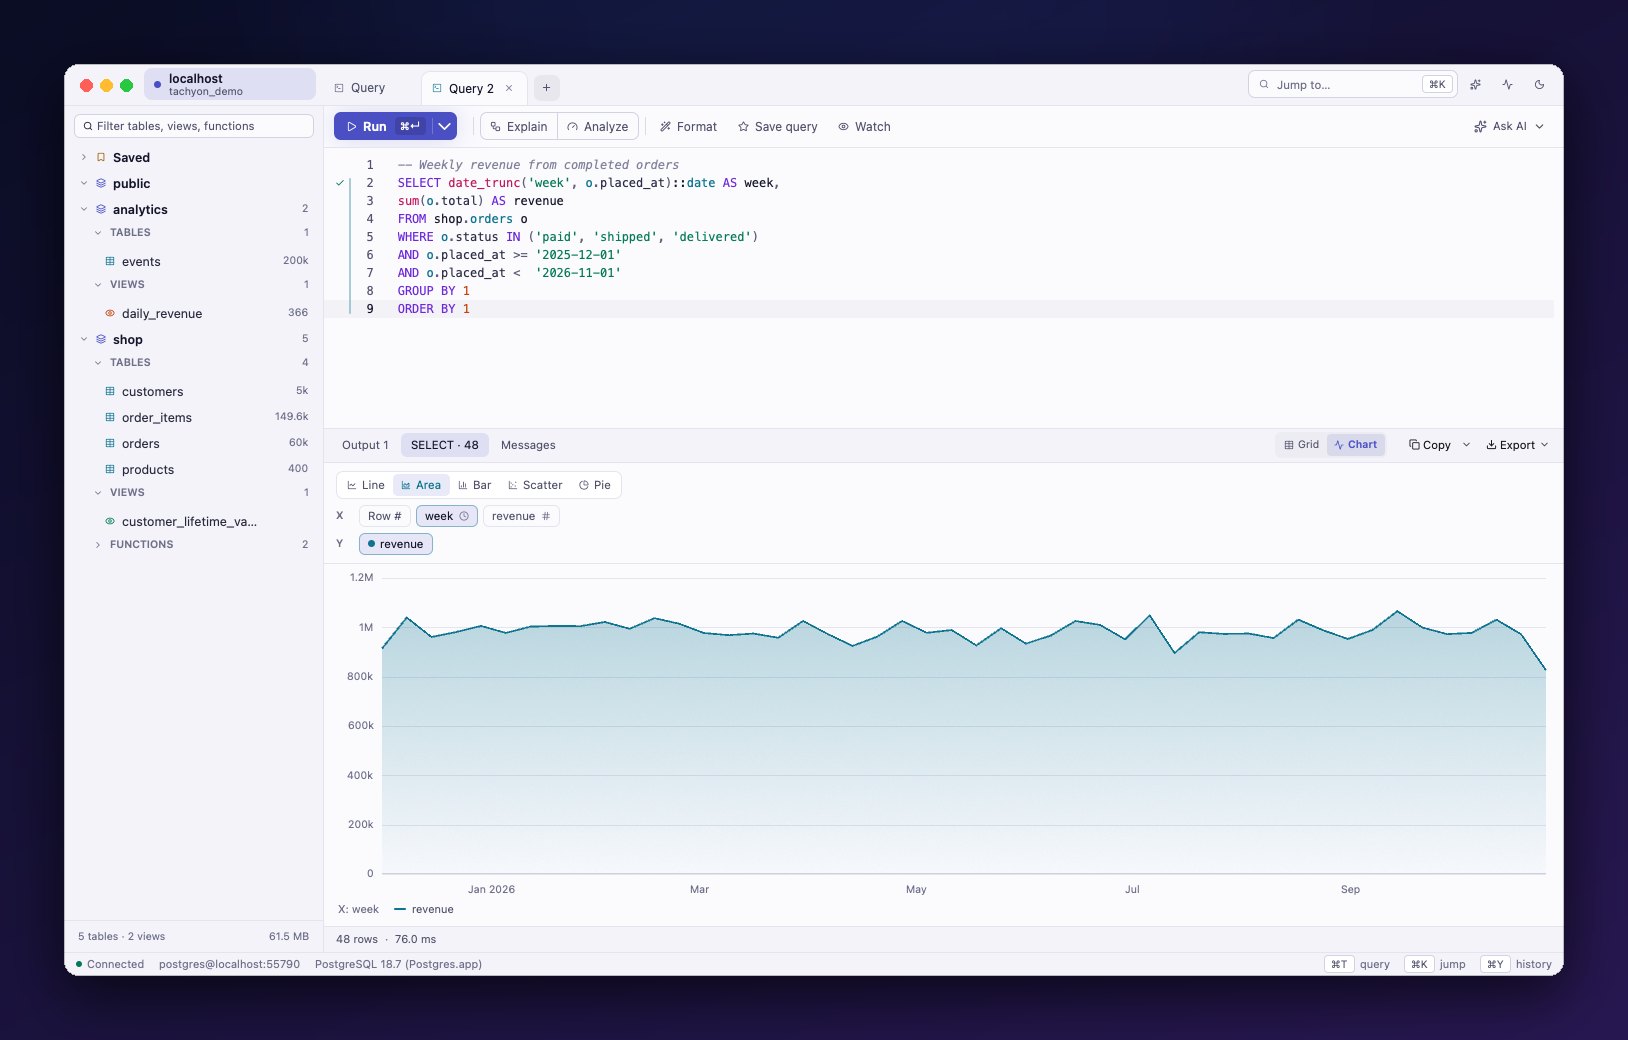 localhost
tachyon_demo
Query
Query 2
Jump to...
⌘K
Filter tables, views, functions
Run ⌘↵
Explain
Analyze
Format
Save query
Watch
Ask AI
Saved
public
analytics 2
TABLES 1
events 200k
VIEWS 1
daily_revenue 366
shop 5
TABLES 4
customers 5k
order_items 149.6k
orders 60k
products 400
VIEWS 1
customer_lifetime_va...
FUNCTIONS 2
5 tables · 2 views 61.5 MB
1 -- Weekly revenue from completed orders
2 SELECT date_trunc('week', o.placed_at)::date AS week,
3 sum(o.total) AS revenue
4 FROM shop.orders o
5 WHERE o.status IN ('paid', 'shipped', 'delivered')
6 AND o.placed_at >= '2025-12-01'
7 AND o.placed_at <  '2026-11-01'
8 GROUP BY 1
9 ORDER BY 1
Output 1
SELECT · 48
Messages
Grid
Chart
Copy
Export
Line
Area
Bar
Scatter
Pie
X Row # week revenue #
Y revenue
1.2M
1M
800k
600k
400k
200k
0
Jan 2026 Mar May Jul Sep
X: week revenue
48 rows · 76.0 ms
Connected postgres@localhost:55790 PostgreSQL 18.7 (Postgres.app)
⌘T query ⌘K jump ⌘Y history